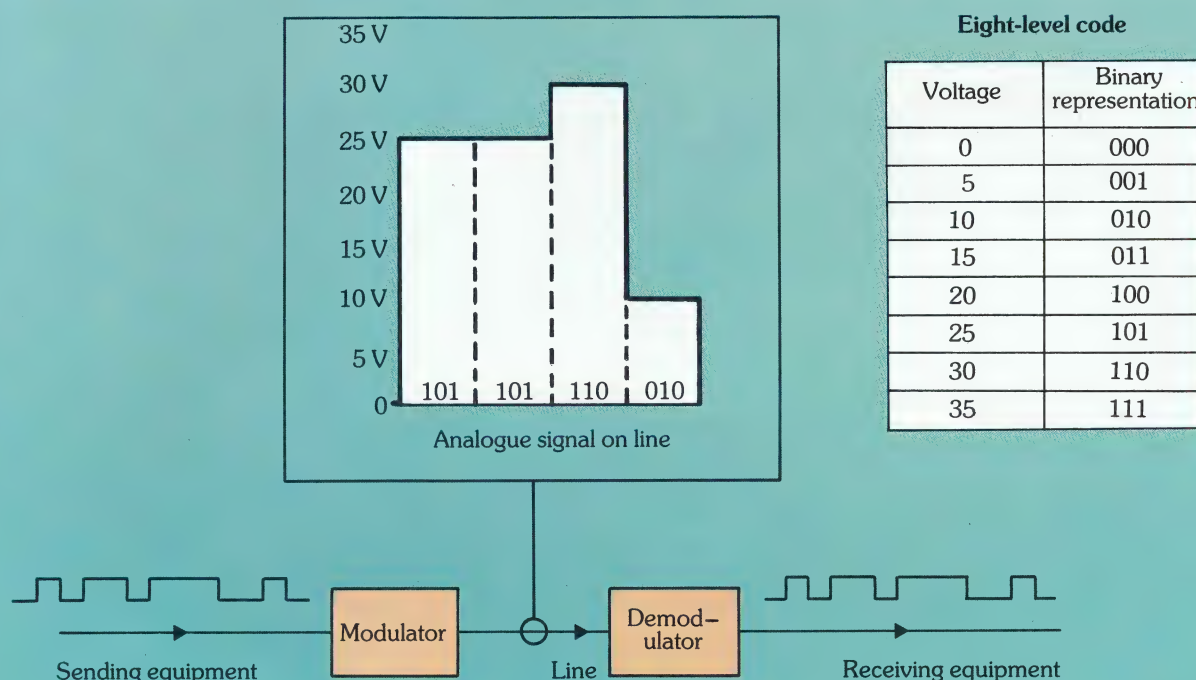 35 V
30 V
25 V
20 V
15 V
10 V
5 V
0
101 101 110 010
Analogue signal on line
Eight-level code
Voltage Binary representation
0 000
5 001
10 010
15 011
20 100
25 101
30 110
35 111
Modulator
Demod–
ulator
Sending equipment
Line
Receiving equipment